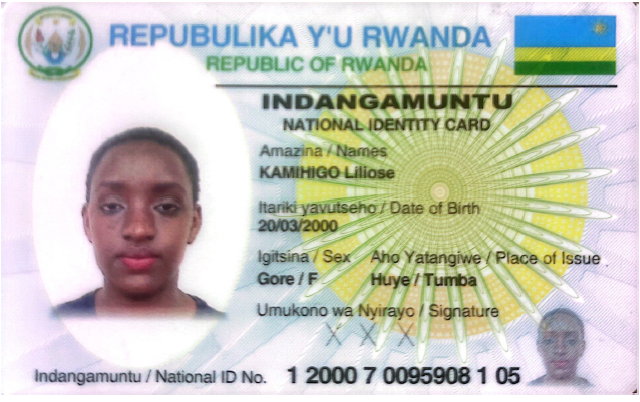 REPUBULIKA Y'U RWANDA
REPUBLIC OF RWANDA
INDANGAMUNTU
NATIONAL IDENTITY CARD
Amazina / Names
KAMIHIGO Liliose
Itariki yavutseho / Date of Birth
20/03/2000
Igitsina / Sex Aho Yatangiwe / Place of Issue
Gore / F Huye / Tumba
Umukono wa Nyirayo / Signature
X X X
Indangamuntu / National ID No. 1 2000 7 0095908 1 05